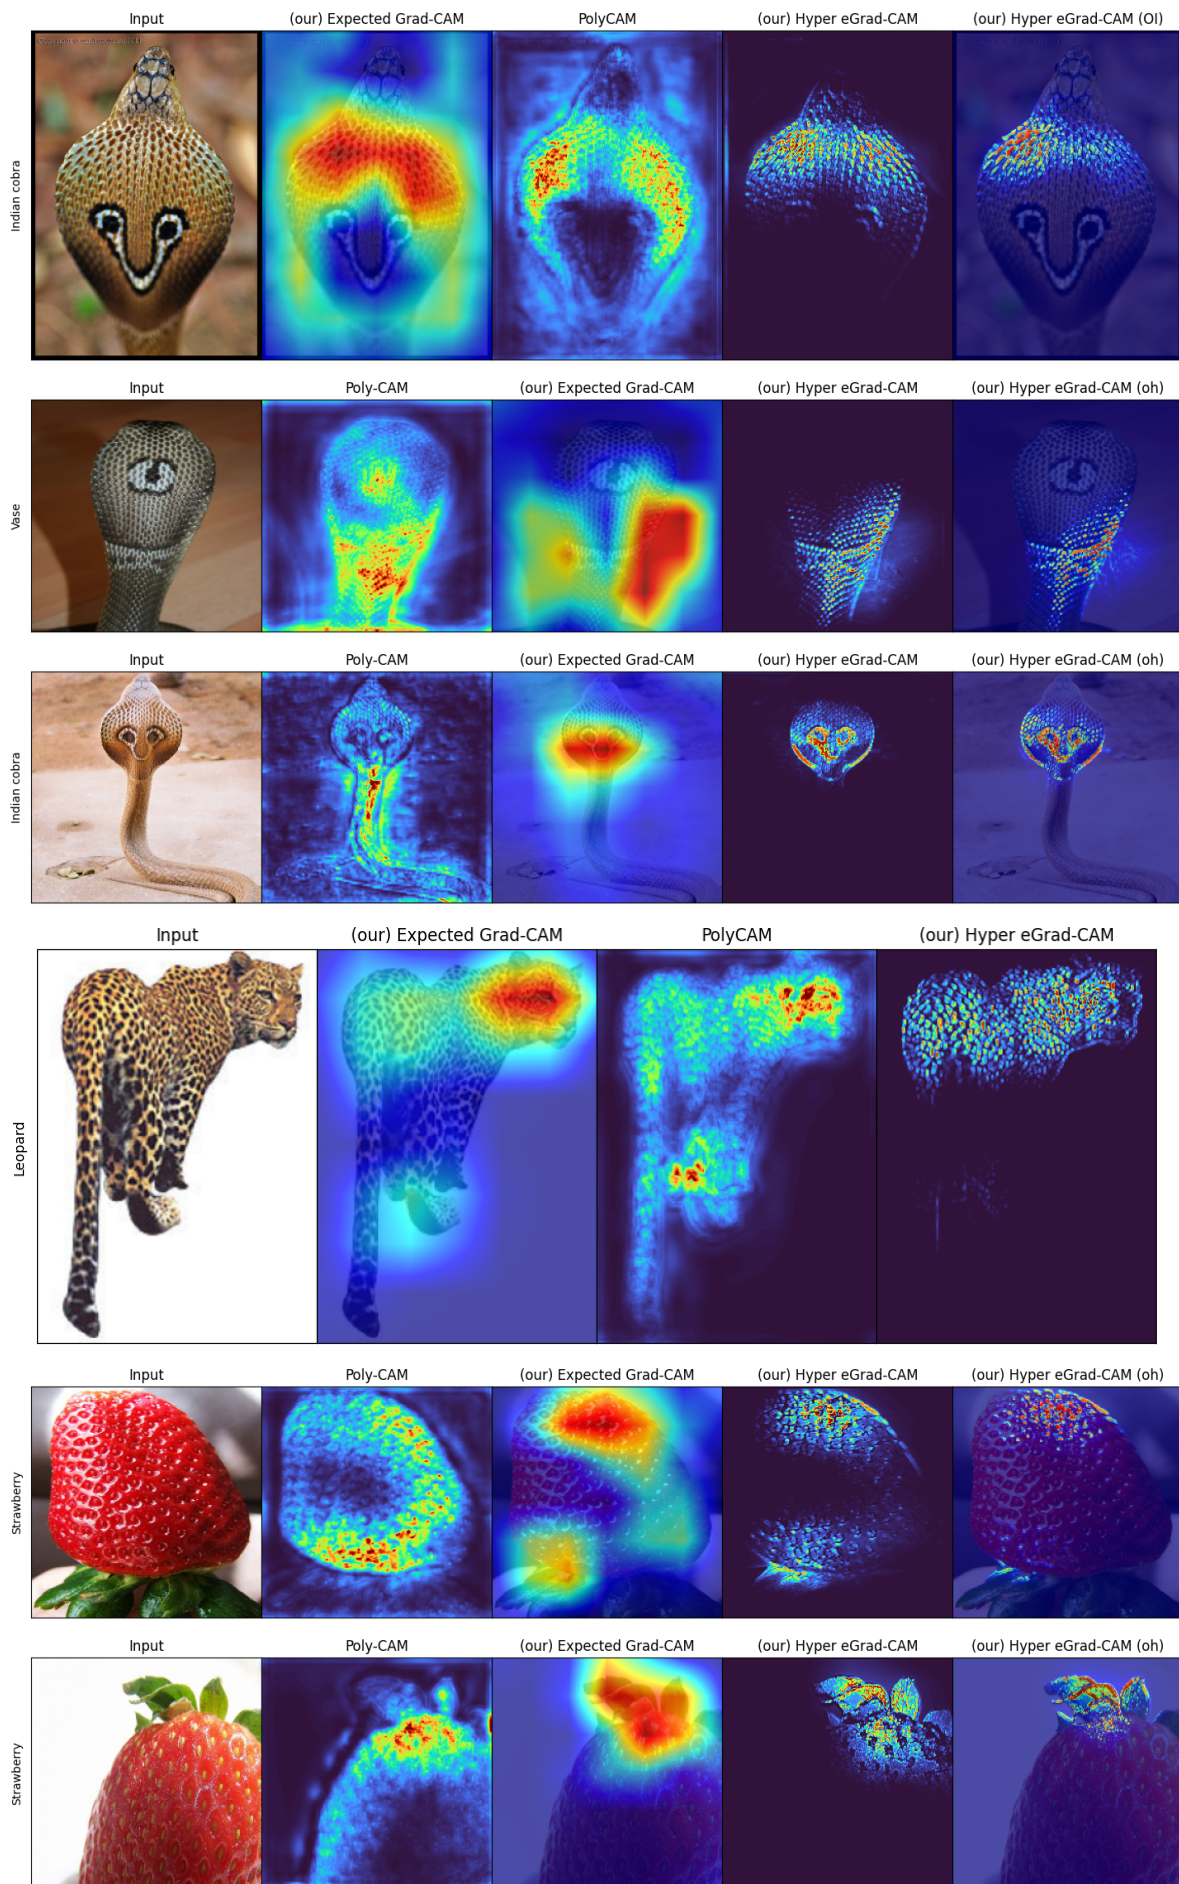 Input (our) Expected Grad-CAM PolyCAM (our) Hyper eGrad-CAM (our) Hyper eGrad-CAM (OI)
Indian cobra
Input Poly-CAM (our) Expected Grad-CAM (our) Hyper eGrad-CAM (our) Hyper eGrad-CAM (oh)
Vase
Input Poly-CAM (our) Expected Grad-CAM (our) Hyper eGrad-CAM (our) Hyper eGrad-CAM (oh)
Indian cobra
Input (our) Expected Grad-CAM PolyCAM (our) Hyper eGrad-CAM
Leopard
Input Poly-CAM (our) Expected Grad-CAM (our) Hyper eGrad-CAM (our) Hyper eGrad-CAM (oh)
Strawberry
Input Poly-CAM (our) Expected Grad-CAM (our) Hyper eGrad-CAM (our) Hyper eGrad-CAM (oh)
Strawberry